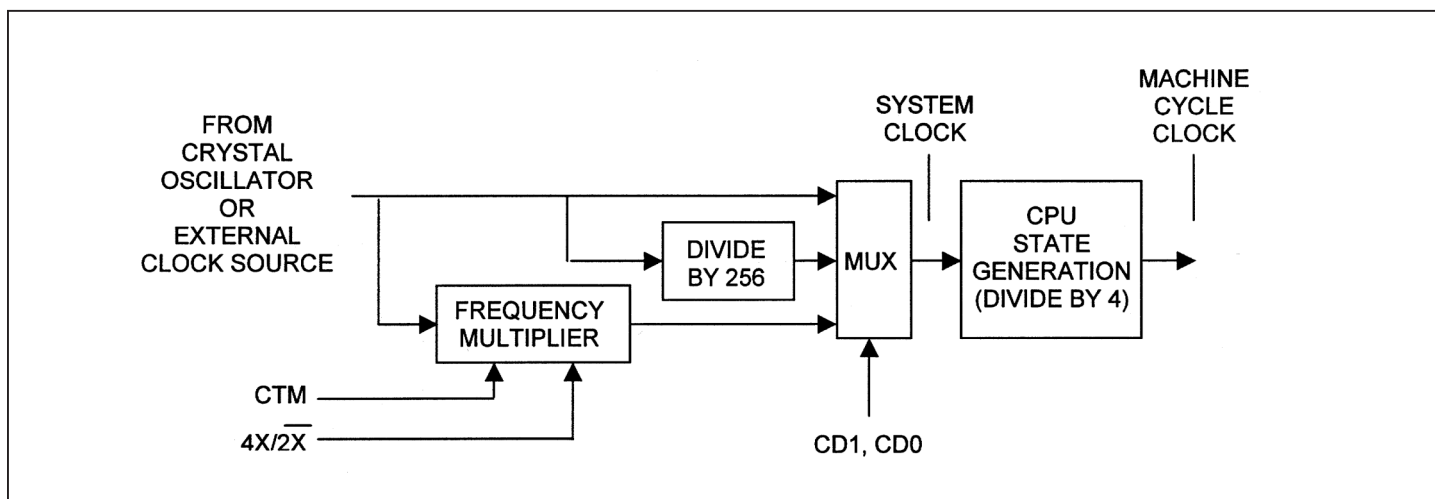 FROM
CRYSTAL
OSCILLATOR
OR
EXTERNAL
CLOCK SOURCE
DIVIDE
BY 256
FREQUENCY
MULTIPLIER
CTM
4X/2X̅
MUX
CD1, CD0
SYSTEM
CLOCK
CPU
STATE
GENERATION
(DIVIDE BY 4)
MACHINE
CYCLE
CLOCK